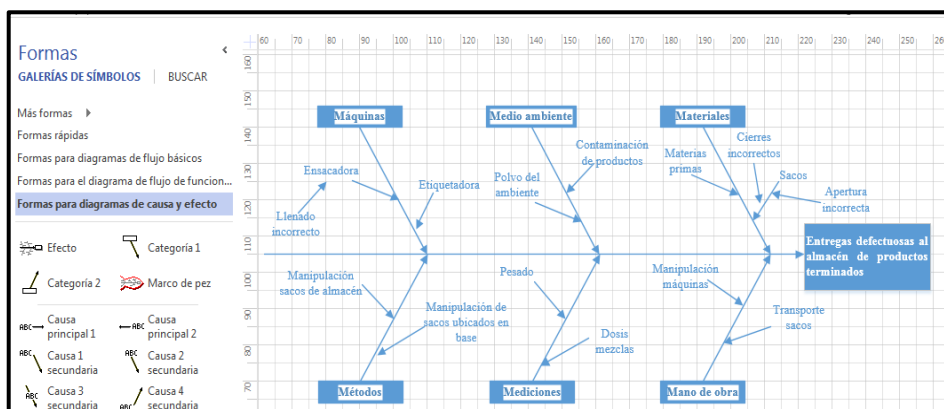 Formas
GALERÍAS DE SÍMBOLOS
BUSCAR
Más formas
Formas rápidas
Formas para diagramas de flujo básicos
Formas para el diagrama de flujo de funcion...
Formas para diagramas de causa y efecto
Efecto
Categoría 1
Categoría 2
Marco de pez
ABC
Causa
principal 1
ABC
Causa
principal 2
ABC
Causa 1
secundaria
ABC
Causa 2
secundaria
ABC
Causa 3
secundaria
ABC
Causa 4
secundaria
60 70 80 90 100 110 120 130 140 150 160 170 180 190 200 210 220 230 240 250 260
160
150
140
130
120
110
100
90
80
70
Máquinas
Medio ambiente
Materiales
Ensacadora
Llenado
incorrecto
Etiquetadora
Contaminación
de productos
Polvo del
ambiente
Materias
primas
Cierres
incorrectos
Sacos
Apertura
incorrecta
Entregas defectuosas al
almacén de productos
terminados
Manipulación
sacos de almacén
Manipulación de
sacos ubicados en
base
Pesado
Dosis
mezclas
Manipulación
máquinas
Transporte
sacos
Métodos
Mediciones
Mano de obra